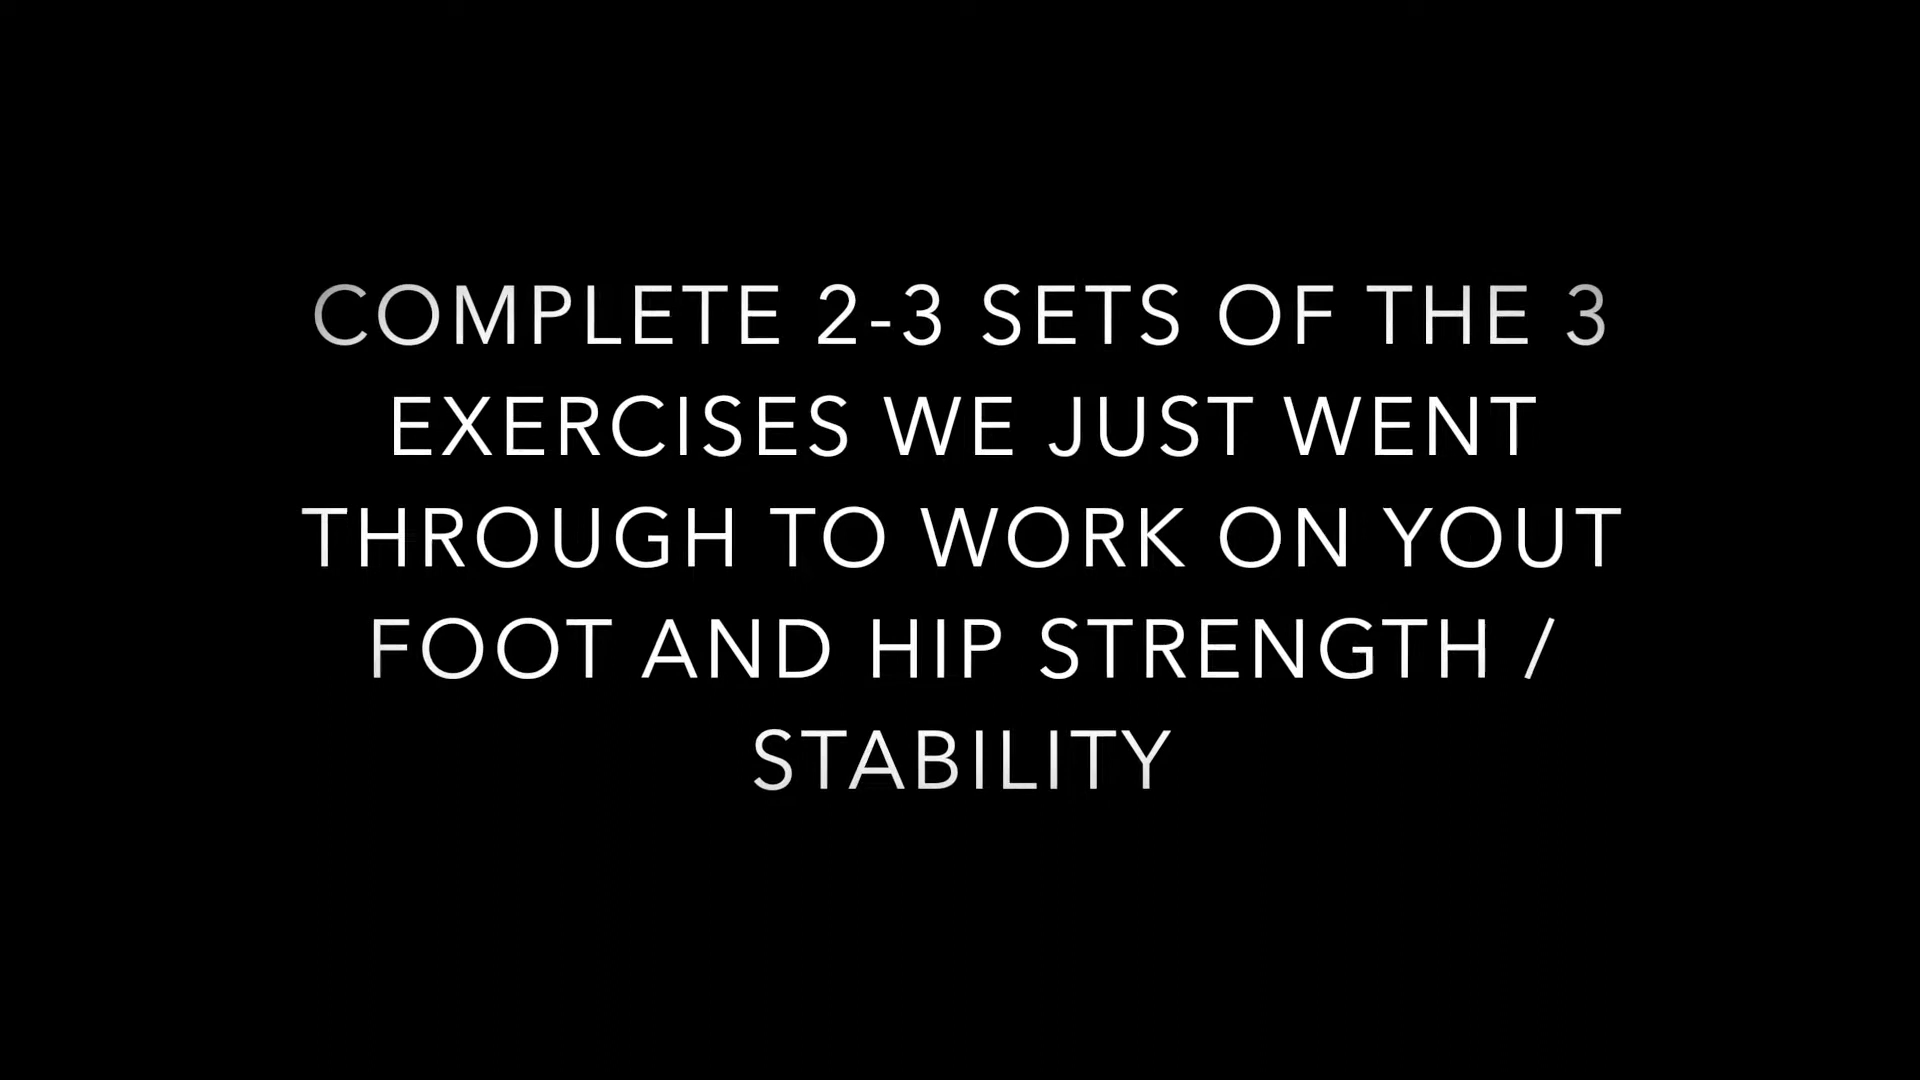 COMPLETE 2-3 SETS OF THE 3
EXERCISES WE JUST WENT
THROUGH TO WORK ON YOUT
FOOT AND HIP STRENGTH /
STABILITY